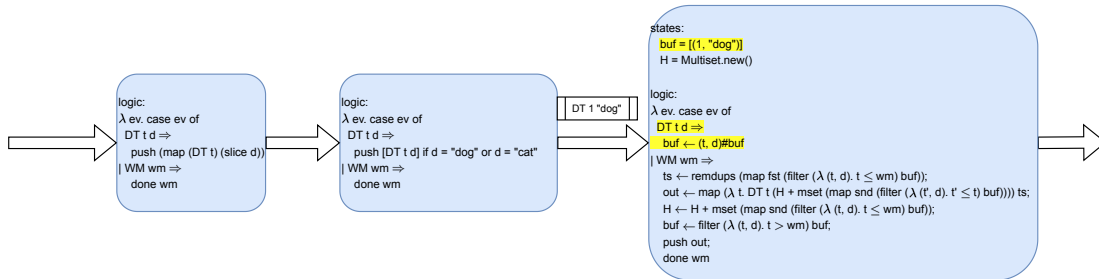 logic:
λ ev. case ev of
DT t d ⇒
push (map (DT t) (slice d))
| WM wm ⇒
done wm
logic:
λ ev. case ev of
DT t d ⇒
push [DT t d] if d = "dog" or d = "cat"
| WM wm ⇒
done wm
DT 1 "dog"
states:
buf = [(1, "dog")]
H = Multiset.new()
logic:
λ ev. case ev of
DT t d ⇒
buf ← (t, d)#buf
| WM wm ⇒
ts ← remdups (map fst (filter (λ (t, d). t ≤ wm) buf));
out ← map (λ t. DT t (H + mset (map snd (filter (λ (t', d). t' ≤ t) buf)))) ts;
H ← H + mset (map snd (filter (λ (t, d). t ≤ wm) buf));
buf ← filter (λ (t, d). t > wm) buf;
push out;
done wm